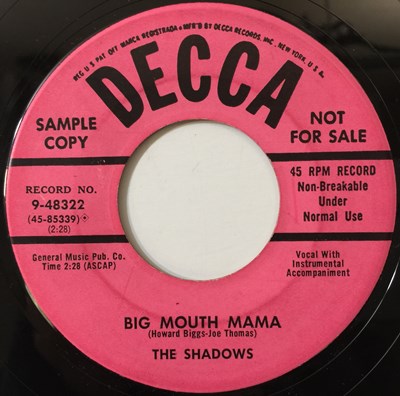 REG U S PAT OFF MARCA REGISTRADA • MFR'D BY DECCA RECORDS, INC., NEW YORK, U.S.A.
DECCA
SAMPLE COPY
NOT FOR SALE
RECORD NO.
9-48322
(45-85339)
(2:28)
45 RPM RECORD
Non-Breakable
Under
Normal Use
General Music Pub. Co.
Time 2:28 (ASCAP)
Vocal With
Instrumental
Accompaniment
BIG MOUTH MAMA
(Howard Biggs-Joe Thomas)
THE SHADOWS